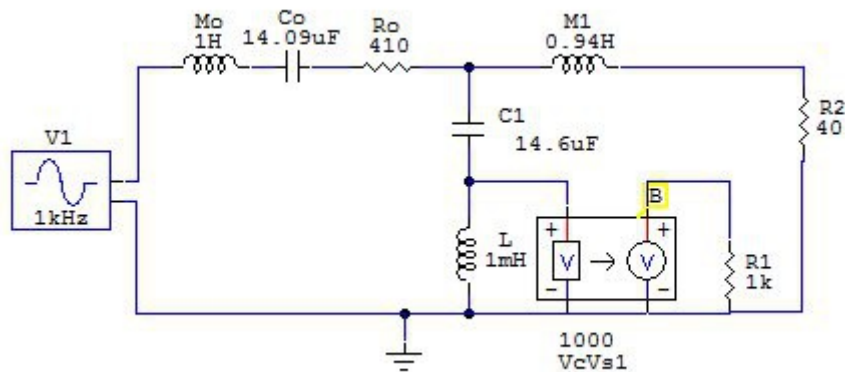 Mo
1H
Co
14.09uF
Ro
410
M1
0.94H
R2
40
V1
1kHz
C1
14.6uF
B
L
1mH
+
V
−
+
V
−
R1
1k
1000
VcVs1